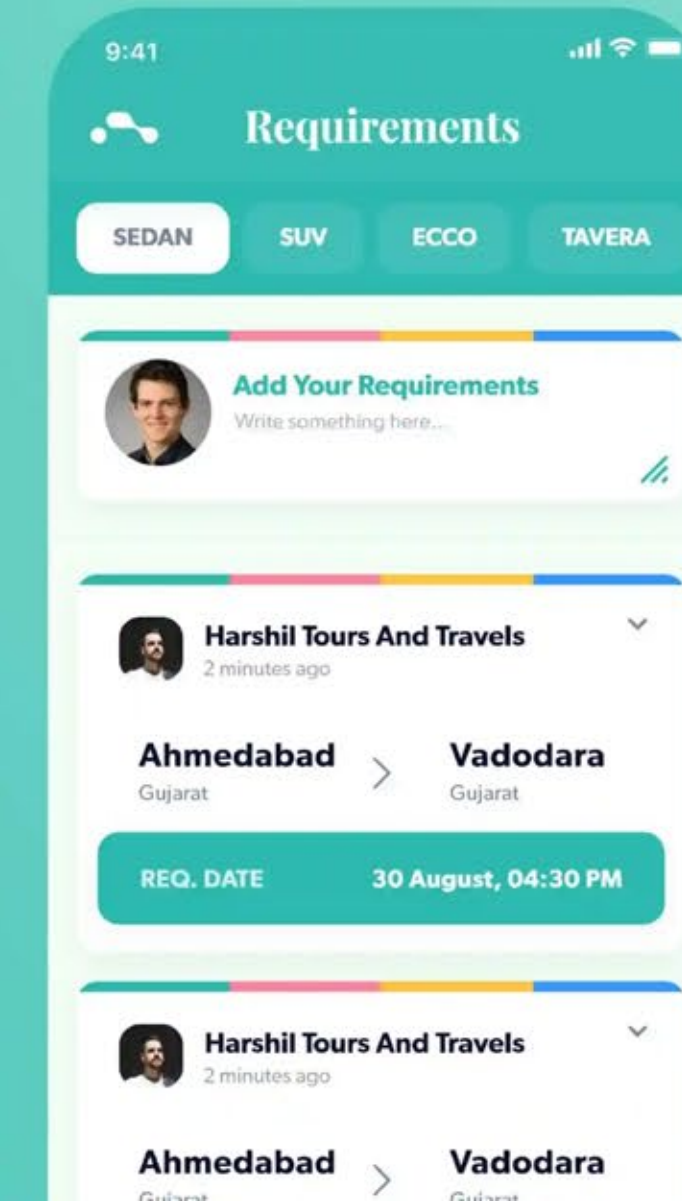 9:41
Requirements
SEDAN SUV ECCO TAVERA
Add Your Requirements
Write something here...
Harshil Tours And Travels
2 minutes ago
Ahmedabad > Vadodara
Gujarat Gujarat
REQ. DATE 30 August, 04:30 PM
Harshil Tours And Travels
2 minutes ago
Ahmedabad > Vadodara
Gujarat Gujarat